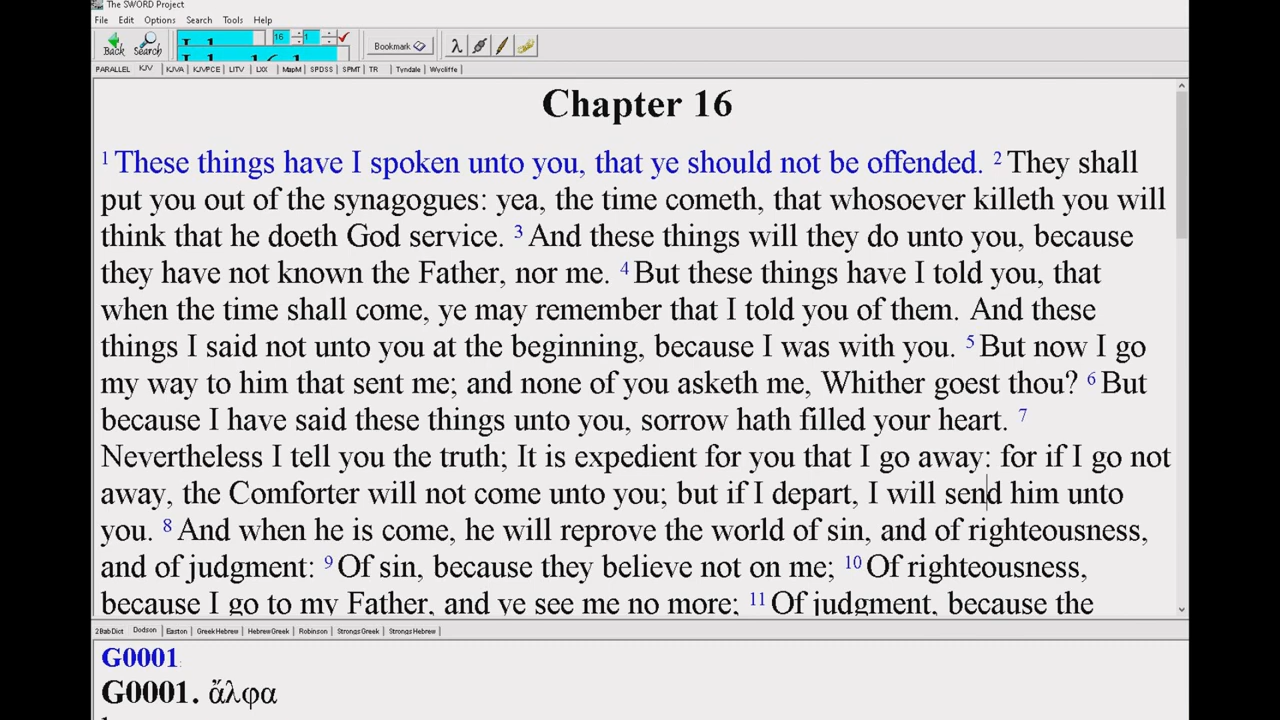 The SWORD Project
File Edit Options Search Tools Help
Back Search 16 1 Bookmark λ
PARALLEL KJV KJVA KJVPCE LITV LXX MapM SPDSS SPMT TR Tyndale Wycliffe
Chapter 16
1 These things have I spoken unto you, that ye should not be offended. 2 They shall
put you out of the synagogues: yea, the time cometh, that whosoever killeth you will
think that he doeth God service. 3 And these things will they do unto you, because
they have not known the Father, nor me. 4 But these things have I told you, that
when the time shall come, ye may remember that I told you of them. And these
things I said not unto you at the beginning, because I was with you. 5 But now I go
my way to him that sent me; and none of you asketh me, Whither goest thou? 6 But
because I have said these things unto you, sorrow hath filled your heart. 7
Nevertheless I tell you the truth; It is expedient for you that I go away: for if I go not
away, the Comforter will not come unto you; but if I depart, I will send him unto
you. 8 And when he is come, he will reprove the world of sin, and of righteousness,
and of judgment: 9 Of sin, because they believe not on me; 10 Of righteousness,
because I go to my Father, and ye see me no more; 11 Of judgment, because the
2BabDict Dodson Easton GreekHebrew HebrewGreek Robinson StrongsGreek StrongsHebrew
G0001:
G0001. ἄλφα